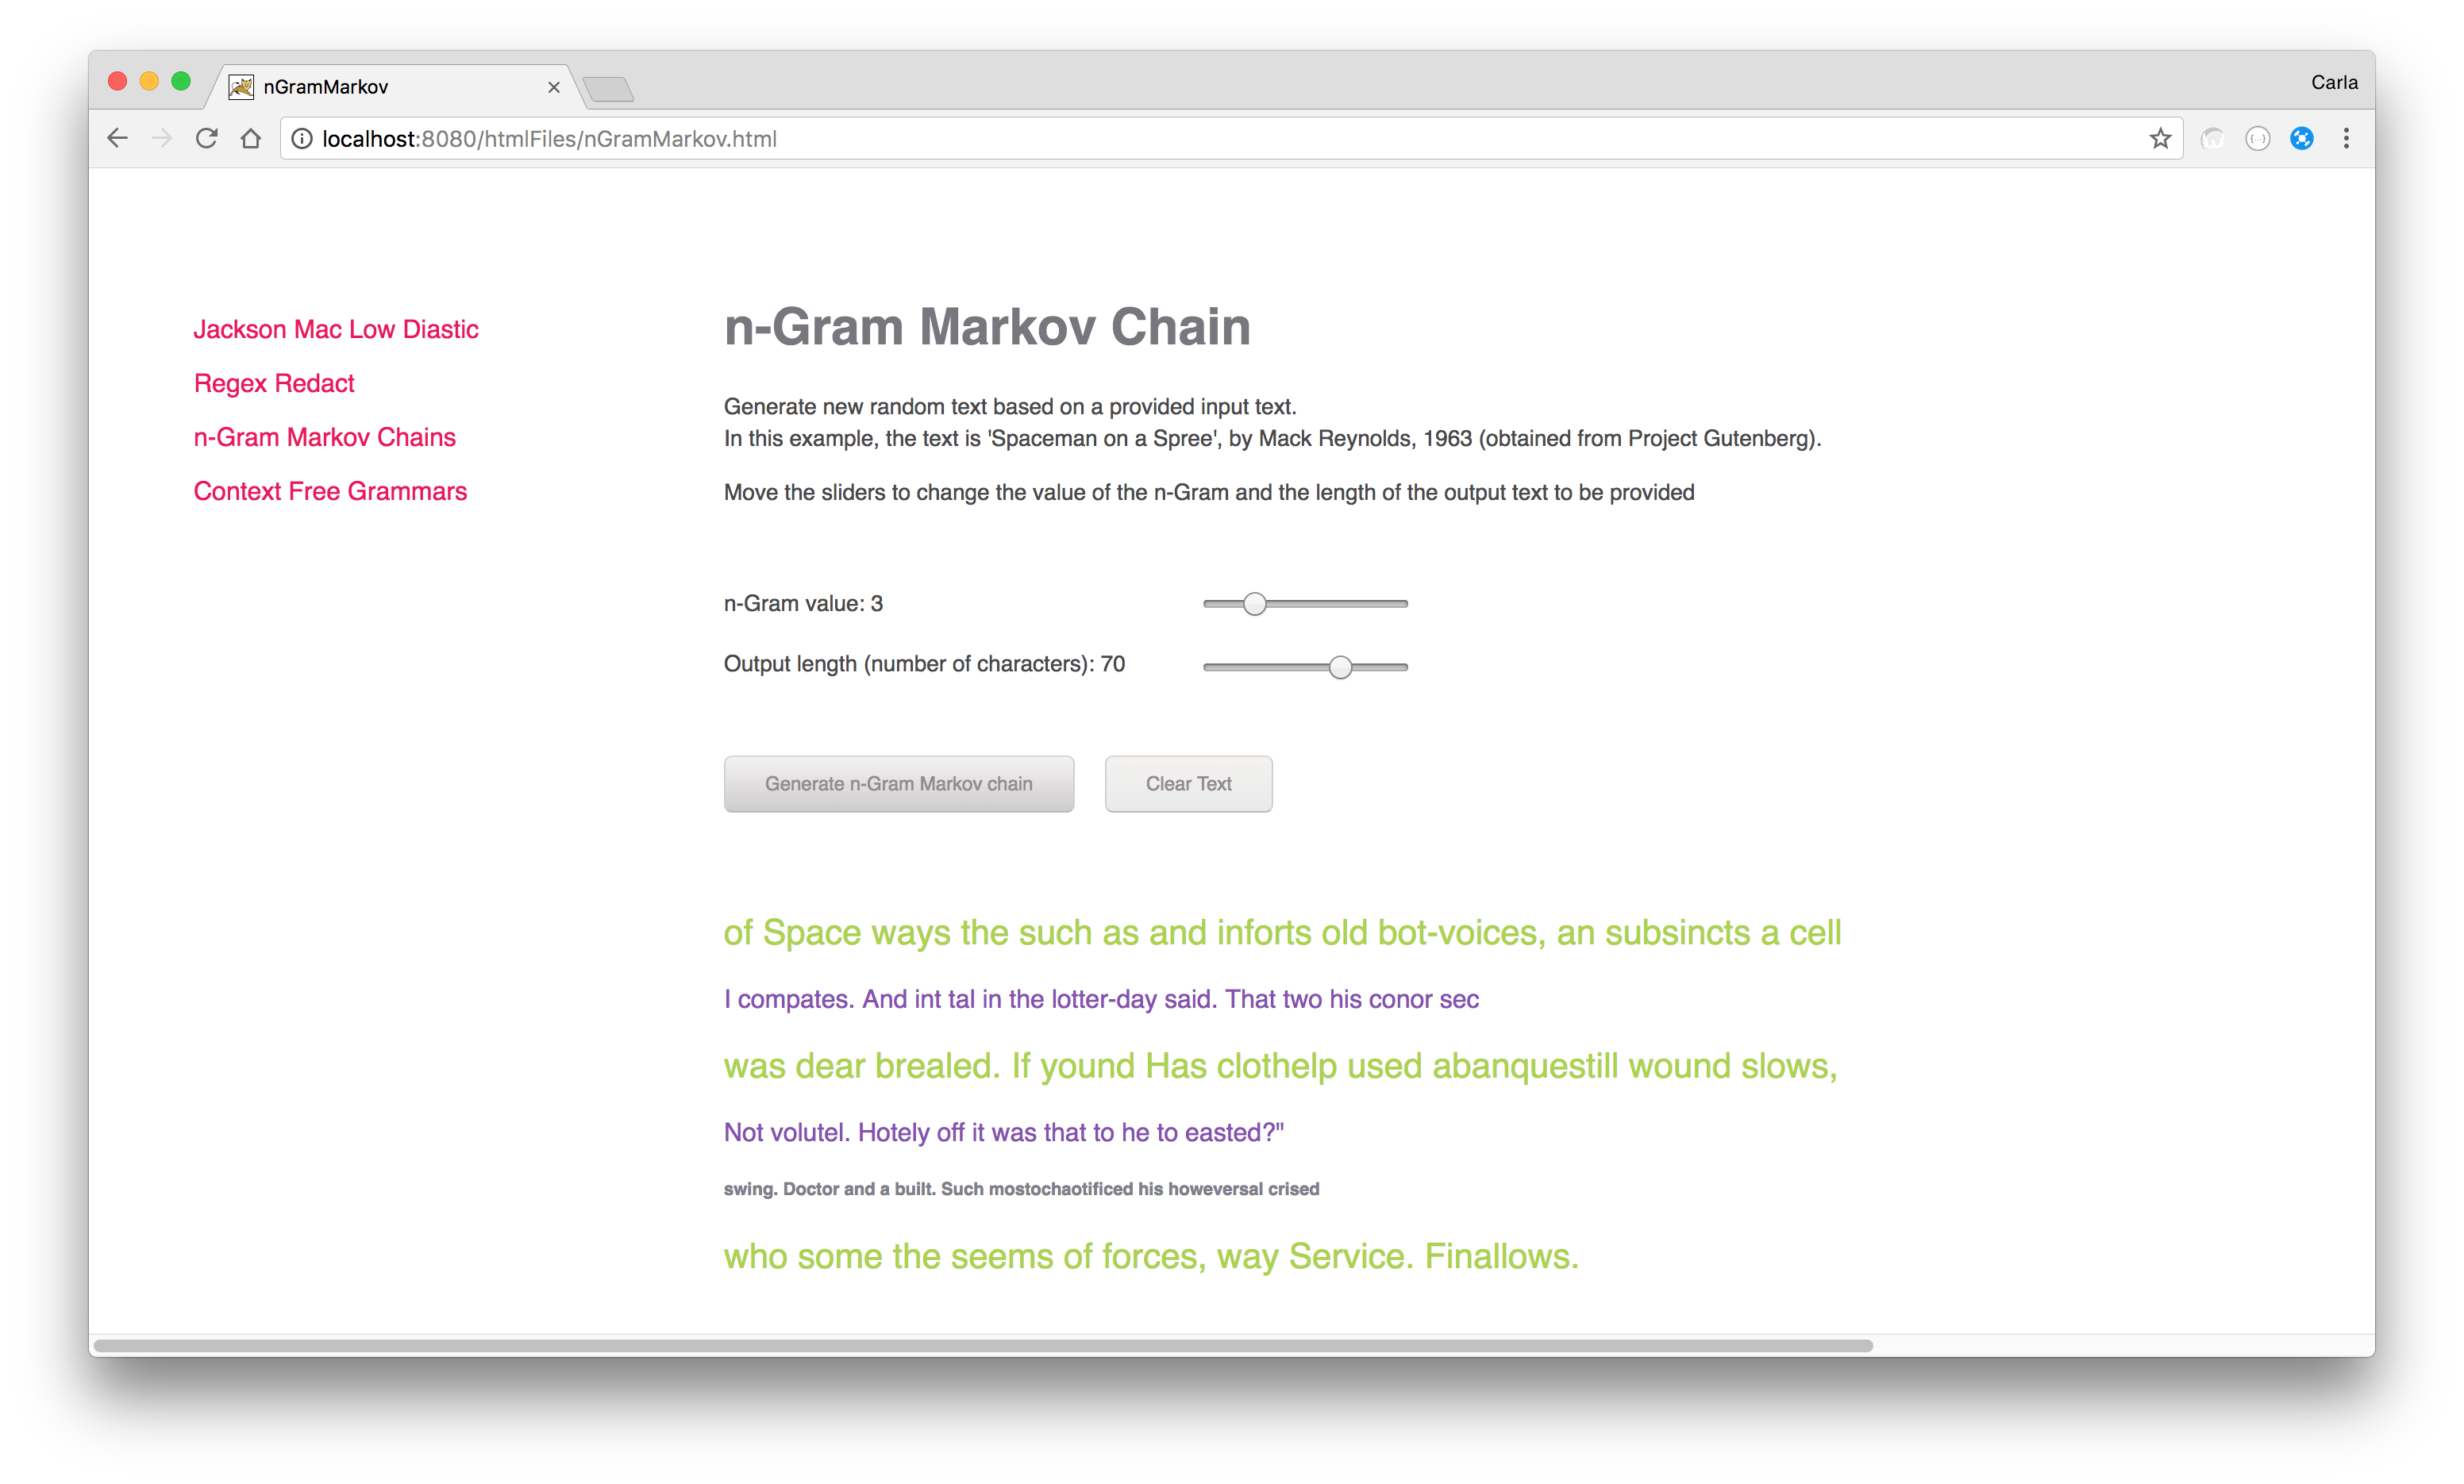 nGramMarkov
Carla
localhost:8080/htmlFiles/nGramMarkov.html
Jackson Mac Low Diastic
Regex Redact
n-Gram Markov Chains
Context Free Grammars
n-Gram Markov Chain
Generate new random text based on a provided input text.
In this example, the text is 'Spaceman on a Spree', by Mack Reynolds, 1963 (obtained from Project Gutenberg).
Move the sliders to change the value of the n-Gram and the length of the output text to be provided
n-Gram value: 3
Output length (number of characters): 70
Generate n-Gram Markov chain
Clear Text
of Space ways the such as and inforts old bot-voices, an subsincts a cell
I compates. And int tal in the lotter-day said. That two his conor sec
was dear brealed. If yound Has clothelp used abanquestill wound slows,
Not volutel. Hotely off it was that to he to easted?"
swing. Doctor and a built. Such mostochaotificed his howeversal crised
who some the seems of forces, way Service. Finallows.